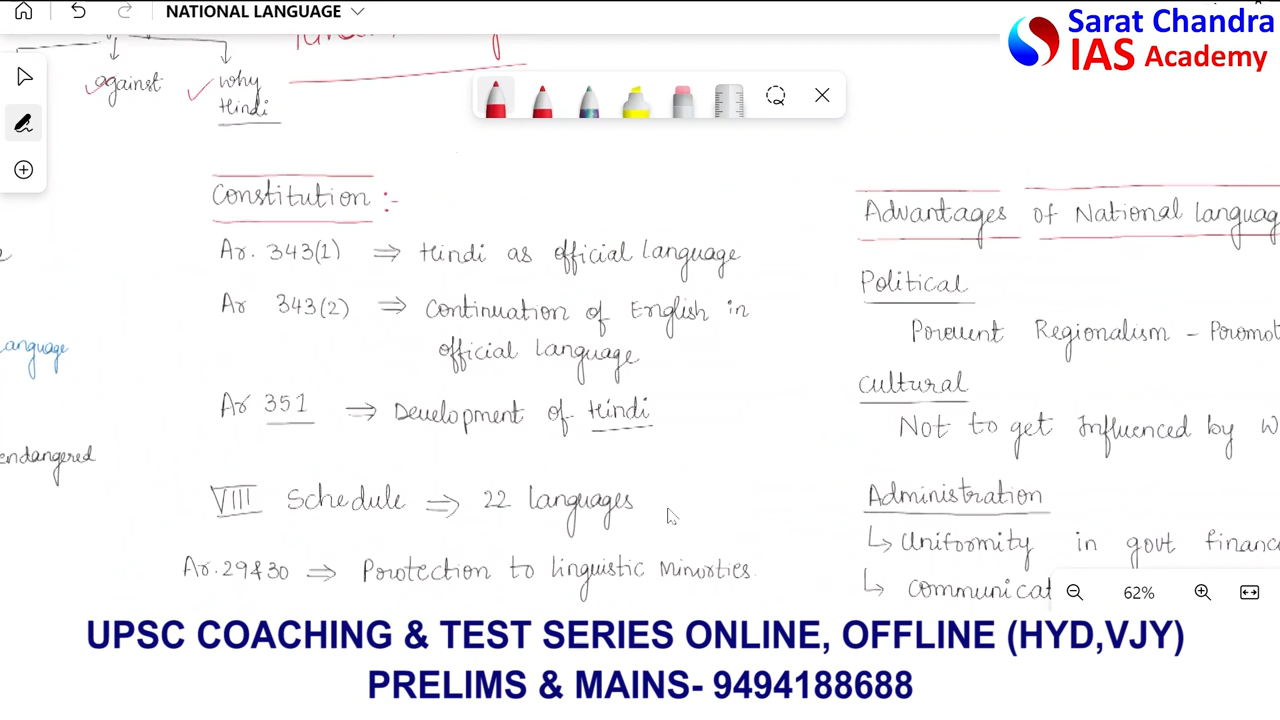 NATIONAL LANGUAGE
Sarat Chandra
IAS Academy
against
why
Hindi
Constitution :-
Ar. 343(1) ⇒ Hindi as official language
Ar 343(2) ⇒ Continuation of English in
official language
Ar 351 ⇒ Development of Hindi
VIII Schedule ⇒ 22 languages
Ar. 29 & 30 ⇒ Protection to linguistic minorties.
anguage
endangered
Advantages of National languag
Political
Prevent Regionalism - Promot
Cultural
Not to get Influenced by W
Administration
↳ Uniformity in govt financ
↳ Communicat
62%
UPSC COACHING & TEST SERIES ONLINE, OFFLINE (HYD,VJY)
PRELIMS & MAINS- 9494188688